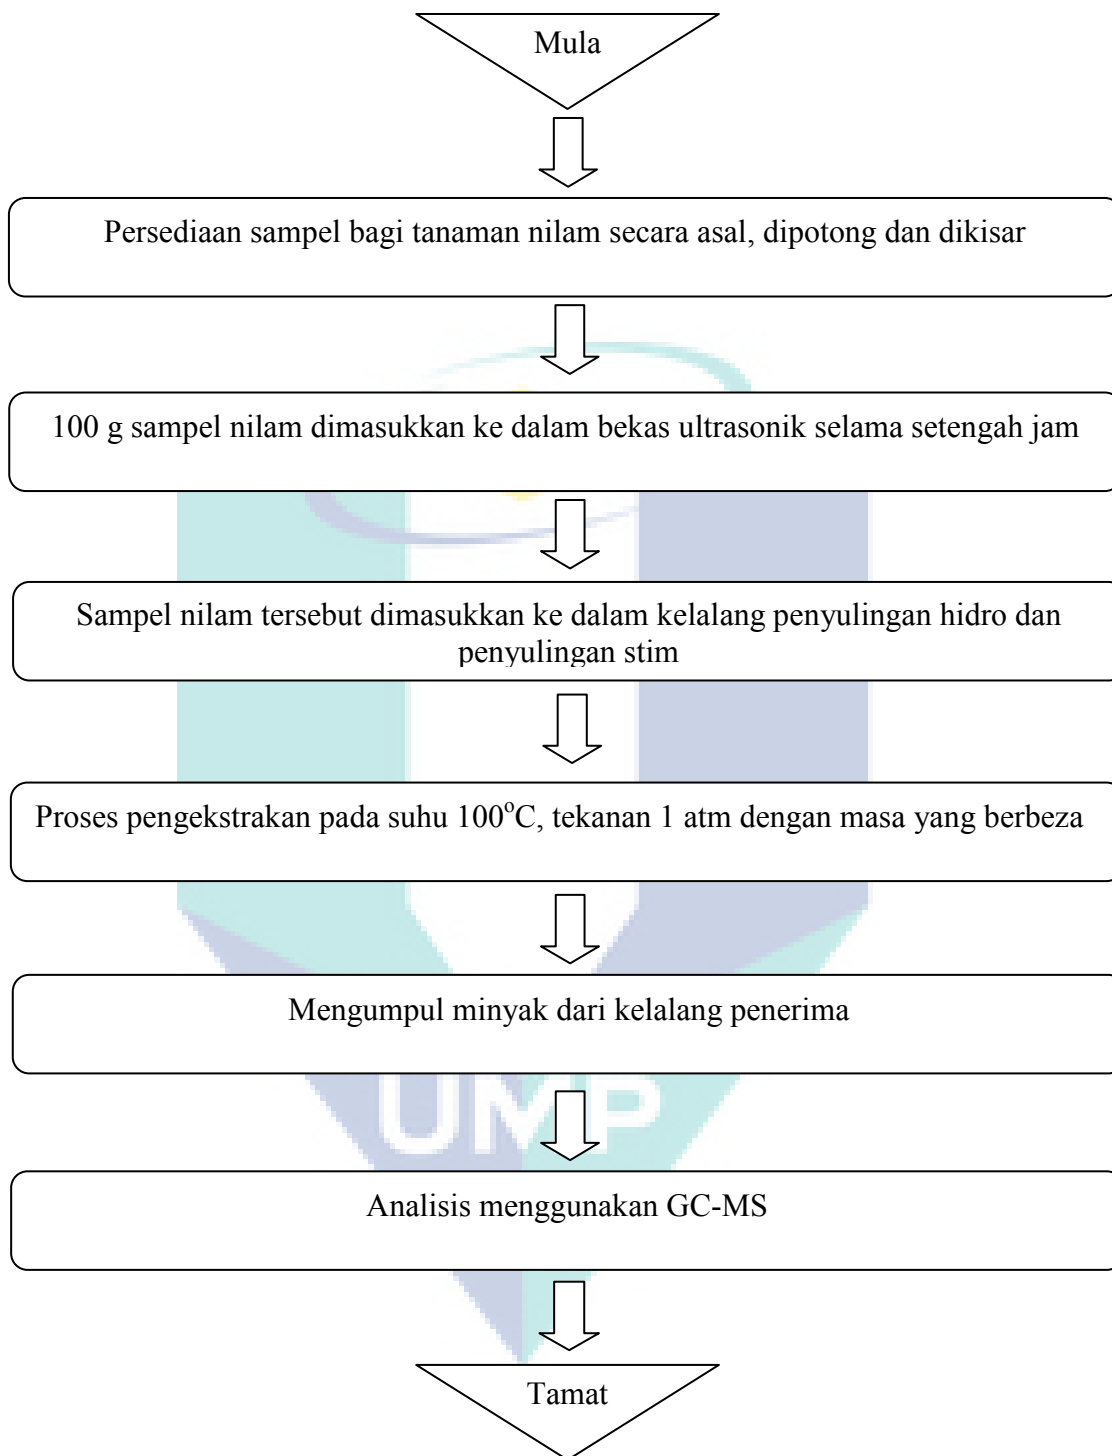 Mula
Persediaan sampel bagi tanaman nilam secara asal, dipotong dan dikisar
100 g sampel nilam dimasukkan ke dalam bekas ultrasonik selama setengah jam
Sampel nilam tersebut dimasukkan ke dalam kelalang penyulingan hidro dan
penyulingan stim
Proses pengekstrakan pada suhu 100°C, tekanan 1 atm dengan masa yang berbeza
Mengumpul minyak dari kelalang penerima
UMP
Analisis menggunakan GC-MS
Tamat